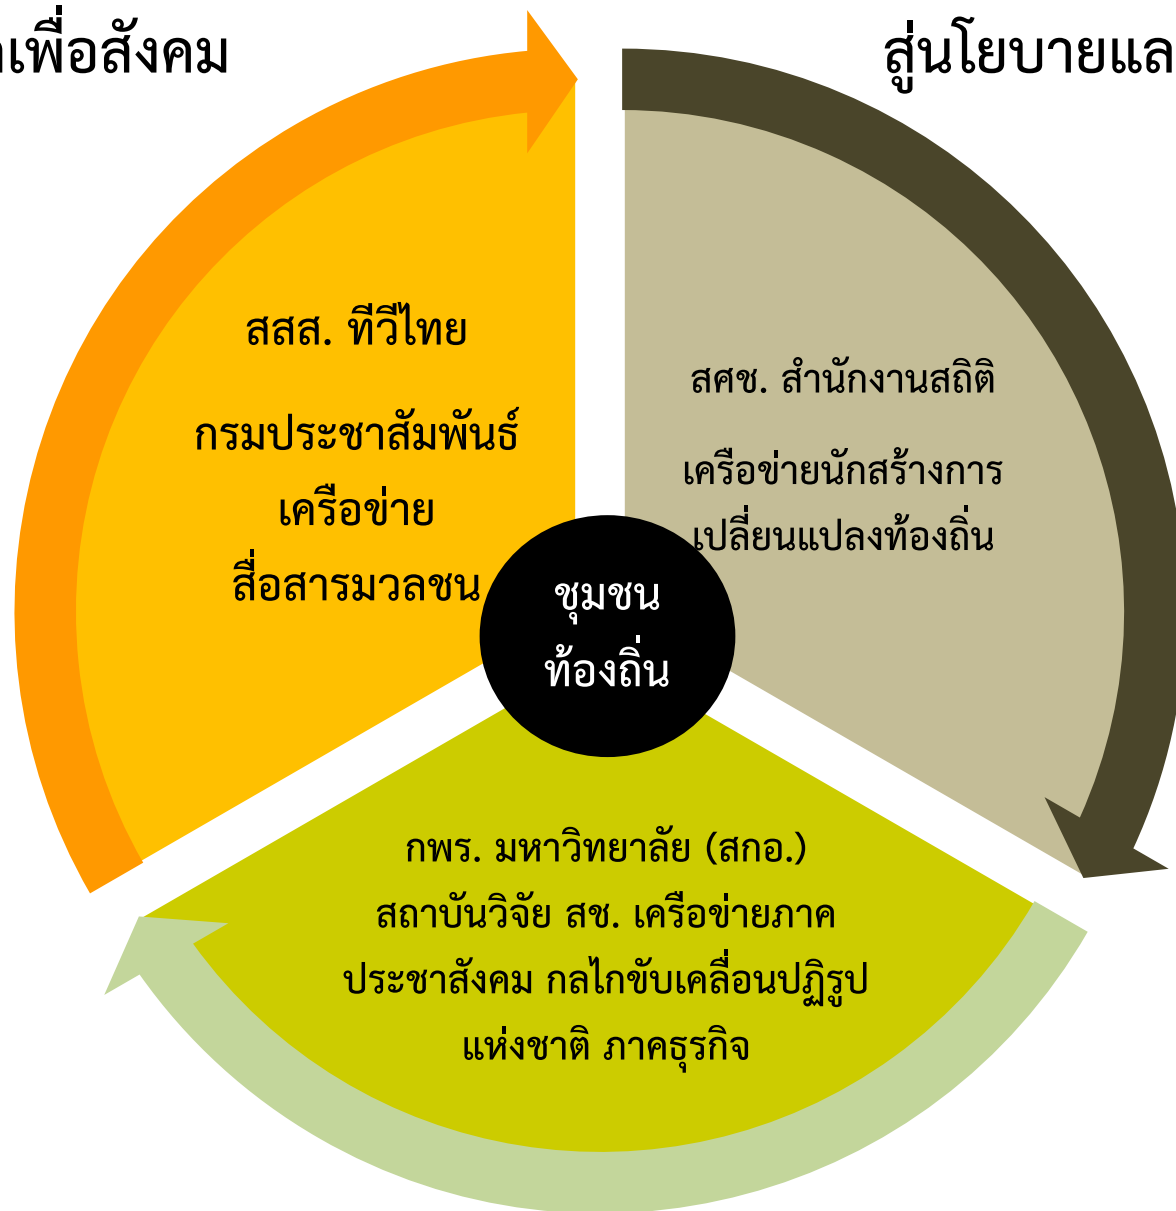 เพื่อสังคม
สู่นโยบายแล
สสส. ทีวีไทย
กรมประชาสัมพันธ์
เครือข่าย
สื่อสารมวลชน
สศช. สำนักงานสถิติ
เครือข่ายนักสร้างการ
เปลี่ยนแปลงท้องถิ่น
ชุมชน
ท้องถิ่น
กพร. มหาวิทยาลัย (สกอ.)
สถาบันวิจัย สช. เครือข่ายภาค
ประชาสังคม กลไกขับเคลื่อนปฏิรูป
แห่งชาติ ภาคธุรกิจ